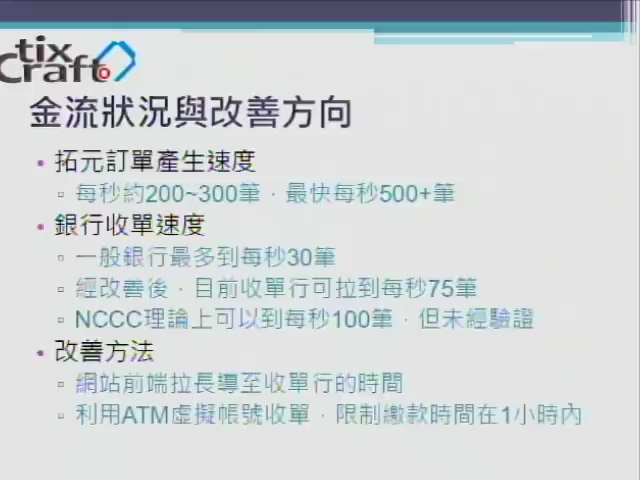 tix
Craft
金流狀況與改善方向
• 拓元訂單產生速度
▫ 每秒約200~300筆，最快每秒500+筆
• 銀行收單速度
▫ 一般銀行最多到每秒30筆
▫ 經改善後，目前收單行可拉到每秒75筆
▫ NCCC理論上可以到每秒100筆，但未經驗證
• 改善方法
▫ 網站前端拉長導至收單行的時間
▫ 利用ATM虛擬帳號收單，限制繳款時間在1小時內